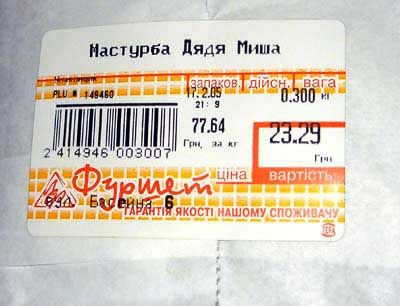 Настурба Дядя Миша
запаков. дійсн. вага
PLU № 149460
17.2.05 0.300 кг
21: 9
77.64 23.29
Грн за кг Грн
2 414946 003007
ціна вартість
Фуршет
Басейна 6
ГАРАНТІЯ ЯКОСТІ НАШОМУ СПОЖИВАЧУ